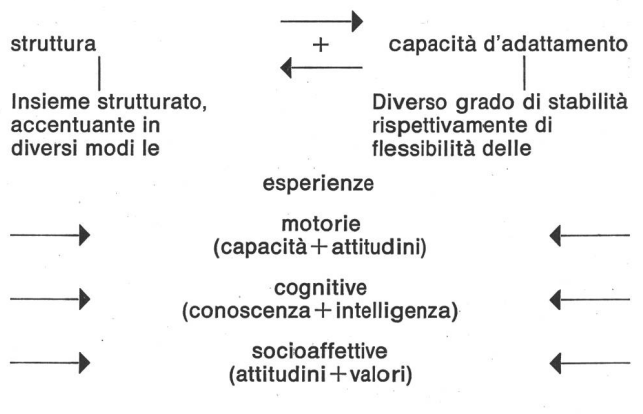 struttura + capacità d'adattamento
Insieme strutturato,
accentuante in
diversi modi le
Diverso grado di stabilità
rispettivamente di
flessibilità delle
esperienze
motorie
(capacità+attitudini)
cognitive
(conoscenza+intelligenza)
socioaffettive
(attitudini+valori)